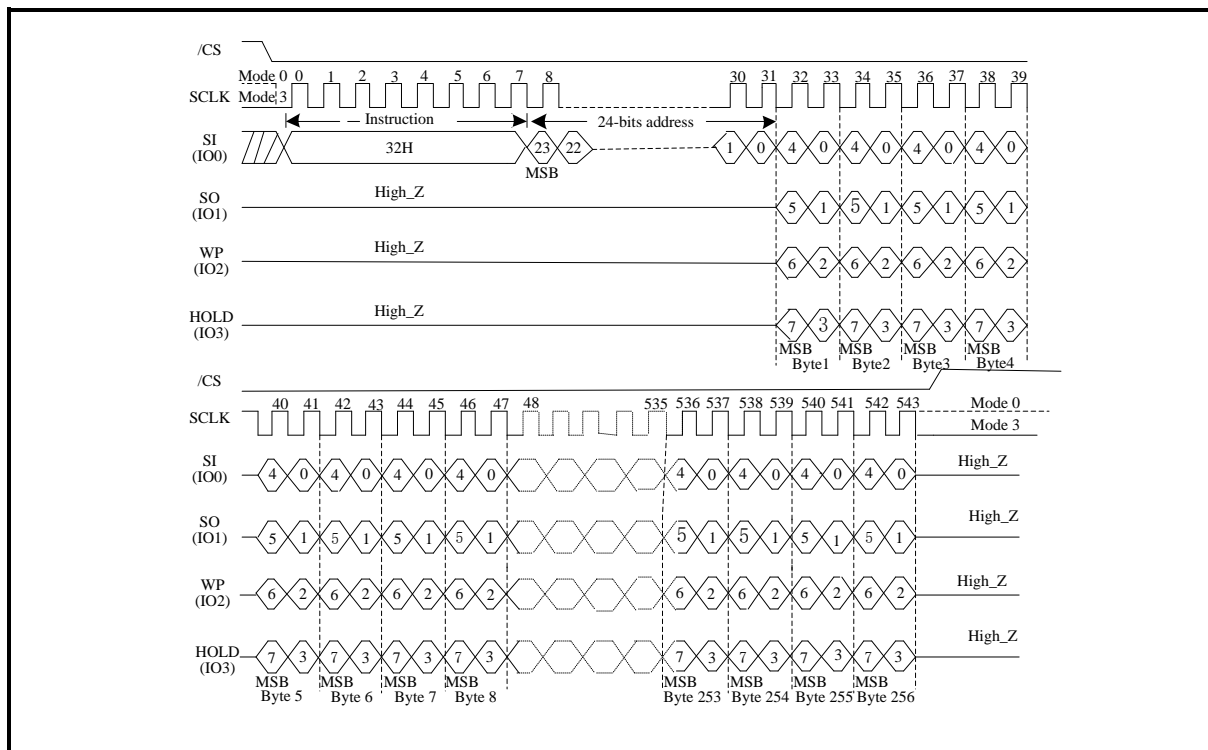 /CS
Mode 0 0 1 2 3 4 5 6 7 8 30 31 32 33 34 35 36 37 38 39
SCLK Mode 3
Instruction 24-bits address
SI
(IO0)
32H 23 22 1 0 4 0 4 0 4 0 4 0
MSB
SO
(IO1)
High_Z 5 1 5 1 5 1 5 1
WP
(IO2)
High_Z 6 2 6 2 6 2 6 2
HOLD
(IO3)
High_Z 7 3 7 3 7 3 7 3
MSB MSB MSB MSB
Byte1 Byte2 Byte3 Byte4
/CS
SCLK 40 41 42 43 44 45 46 47 48 535 536 537 538 539 540 541 542 543 Mode 0
Mode 3
SI
(IO0)
4 0 4 0 4 0 4 0 4 0 4 0 4 0 4 0 High_Z
SO
(IO1)
5 1 5 1 5 1 5 1 5 1 5 1 5 1 5 1 High_Z
WP
(IO2)
6 2 6 2 6 2 6 2 6 2 6 2 6 2 6 2 High_Z
HOLD
(IO3)
7 3 7 3 7 3 7 3 7 3 7 3 7 3 7 3 High_Z
MSB MSB MSB MSB MSB MSB MSB MSB
Byte 5 Byte 6 Byte 7 Byte 8 Byte 253 Byte 254 Byte 255 Byte 256